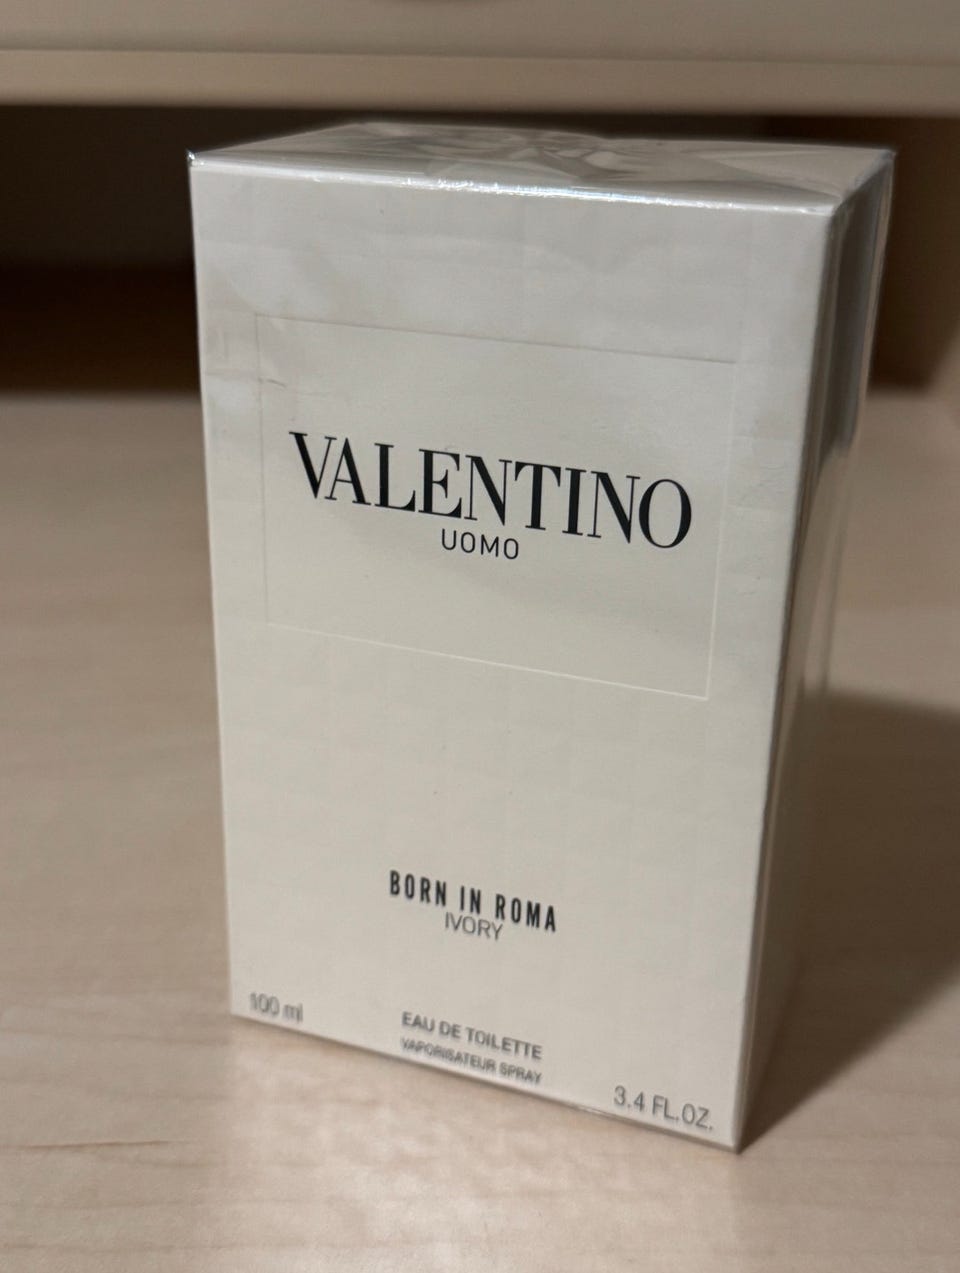 VALENTINO
UOMO
BORN IN ROMA
IVORY
100 ml
EAU DE TOILETTE
VAPORISATEUR SPRAY
3.4 FL.OZ.